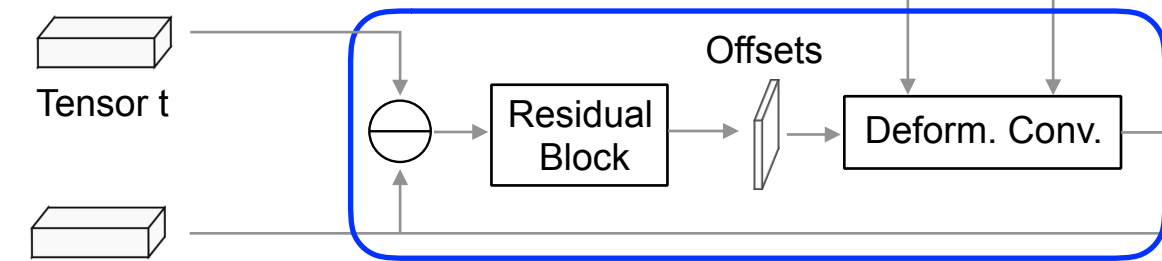 Offsets
Tensor t
Residual
Block
Deform. Conv.